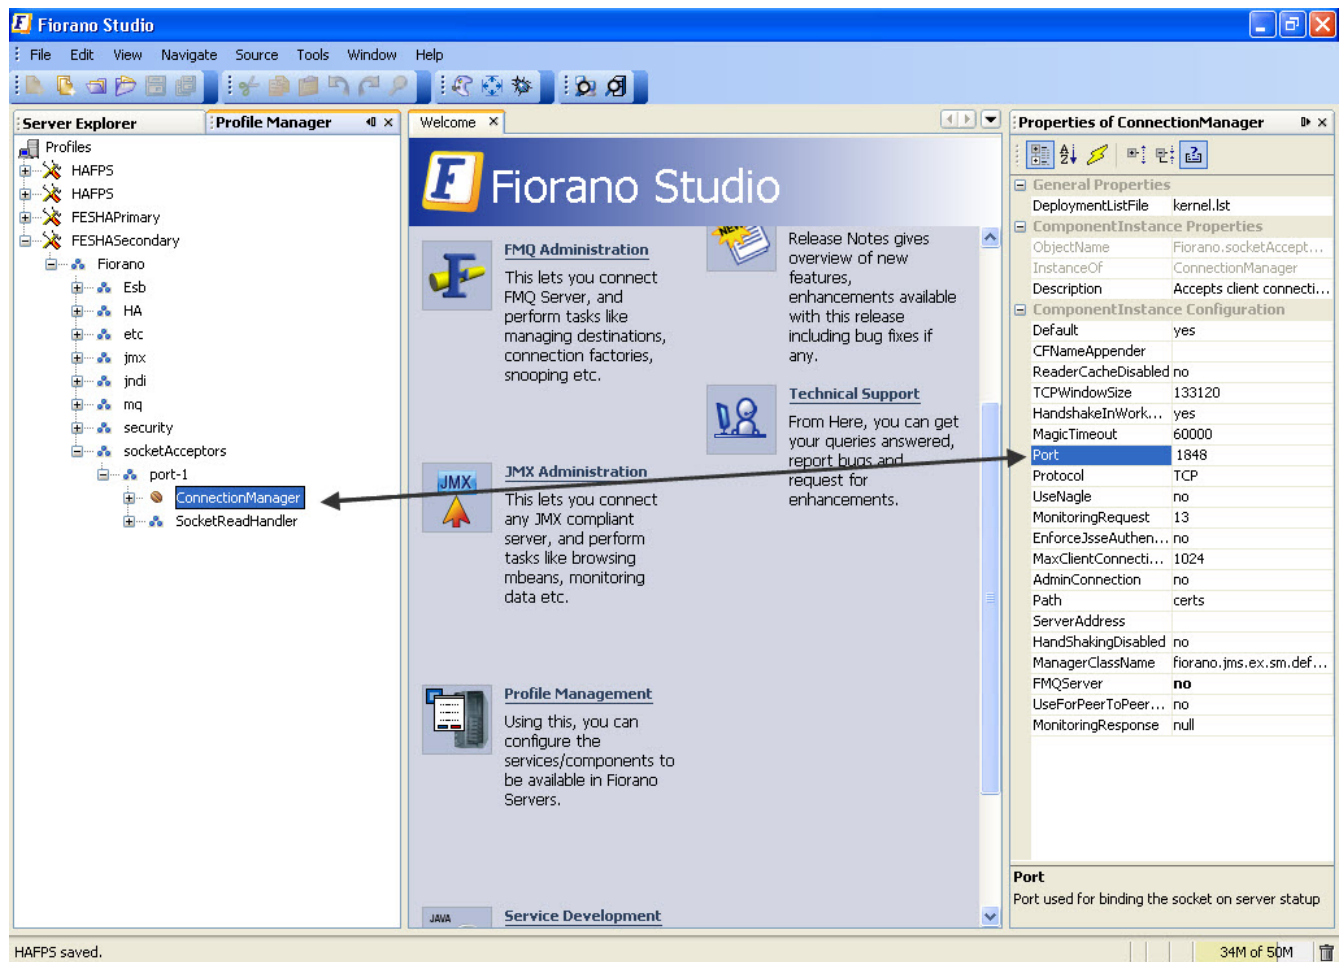 Fiorano Studio
File Edit View Navigate Source Tools Window Help
Server Explorer
Profile Manager
Profiles
HAFPS
HAFPS
FESHAPrimary
FESHASecondary
Fiorano
Esb
HA
etc
jmx
jndi
mq
security
socketAcceptors
port-1
ConnectionManager
SocketReadHandler
Welcome
Fiorano Studio
FMQ Administration
This lets you connect
FMQ Server, and
perform tasks like
managing destinations,
connection factories,
snooping etc.
JMX
JMX Administration
This lets you connect
any JMX compliant
server, and perform
tasks like browsing
mbeans, monitoring
data etc.
Profile Management
Using this, you can
configure the
services/components to
be available in Fiorano
Servers.
JAVA
Service Development
NEW
Release Notes gives
overview of new
features,
enhancements available
with this release
including bug fixes if
any.
Technical Support
From Here, you can get
your queries answered,
report bugs and
request for
enhancements.
Properties of ConnectionManager
General Properties
DeploymentListFile kernel.lst
ComponentInstance Properties
ObjectName Fiorano.socketAccept...
InstanceOf ConnectionManager
Description Accepts client connecti...
ComponentInstance Configuration
Default yes
CFNameAppender
ReaderCacheDisabled no
TCPWindowSize 133120
HandshakeInWork... yes
MagicTimeout 60000
Port 1848
Protocol TCP
UseNagle no
MonitoringRequest 13
EnforceJsseAuthen... no
MaxClientConnecti... 1024
AdminConnection no
Path certs
ServerAddress
HandShakingDisabled no
ManagerClassName fiorano.jms.ex.sm.def...
FMQServer no
UseForPeerToPeer... no
MonitoringResponse null
Port
Port used for binding the socket on server statup
HAFPS saved.
34M of 50M